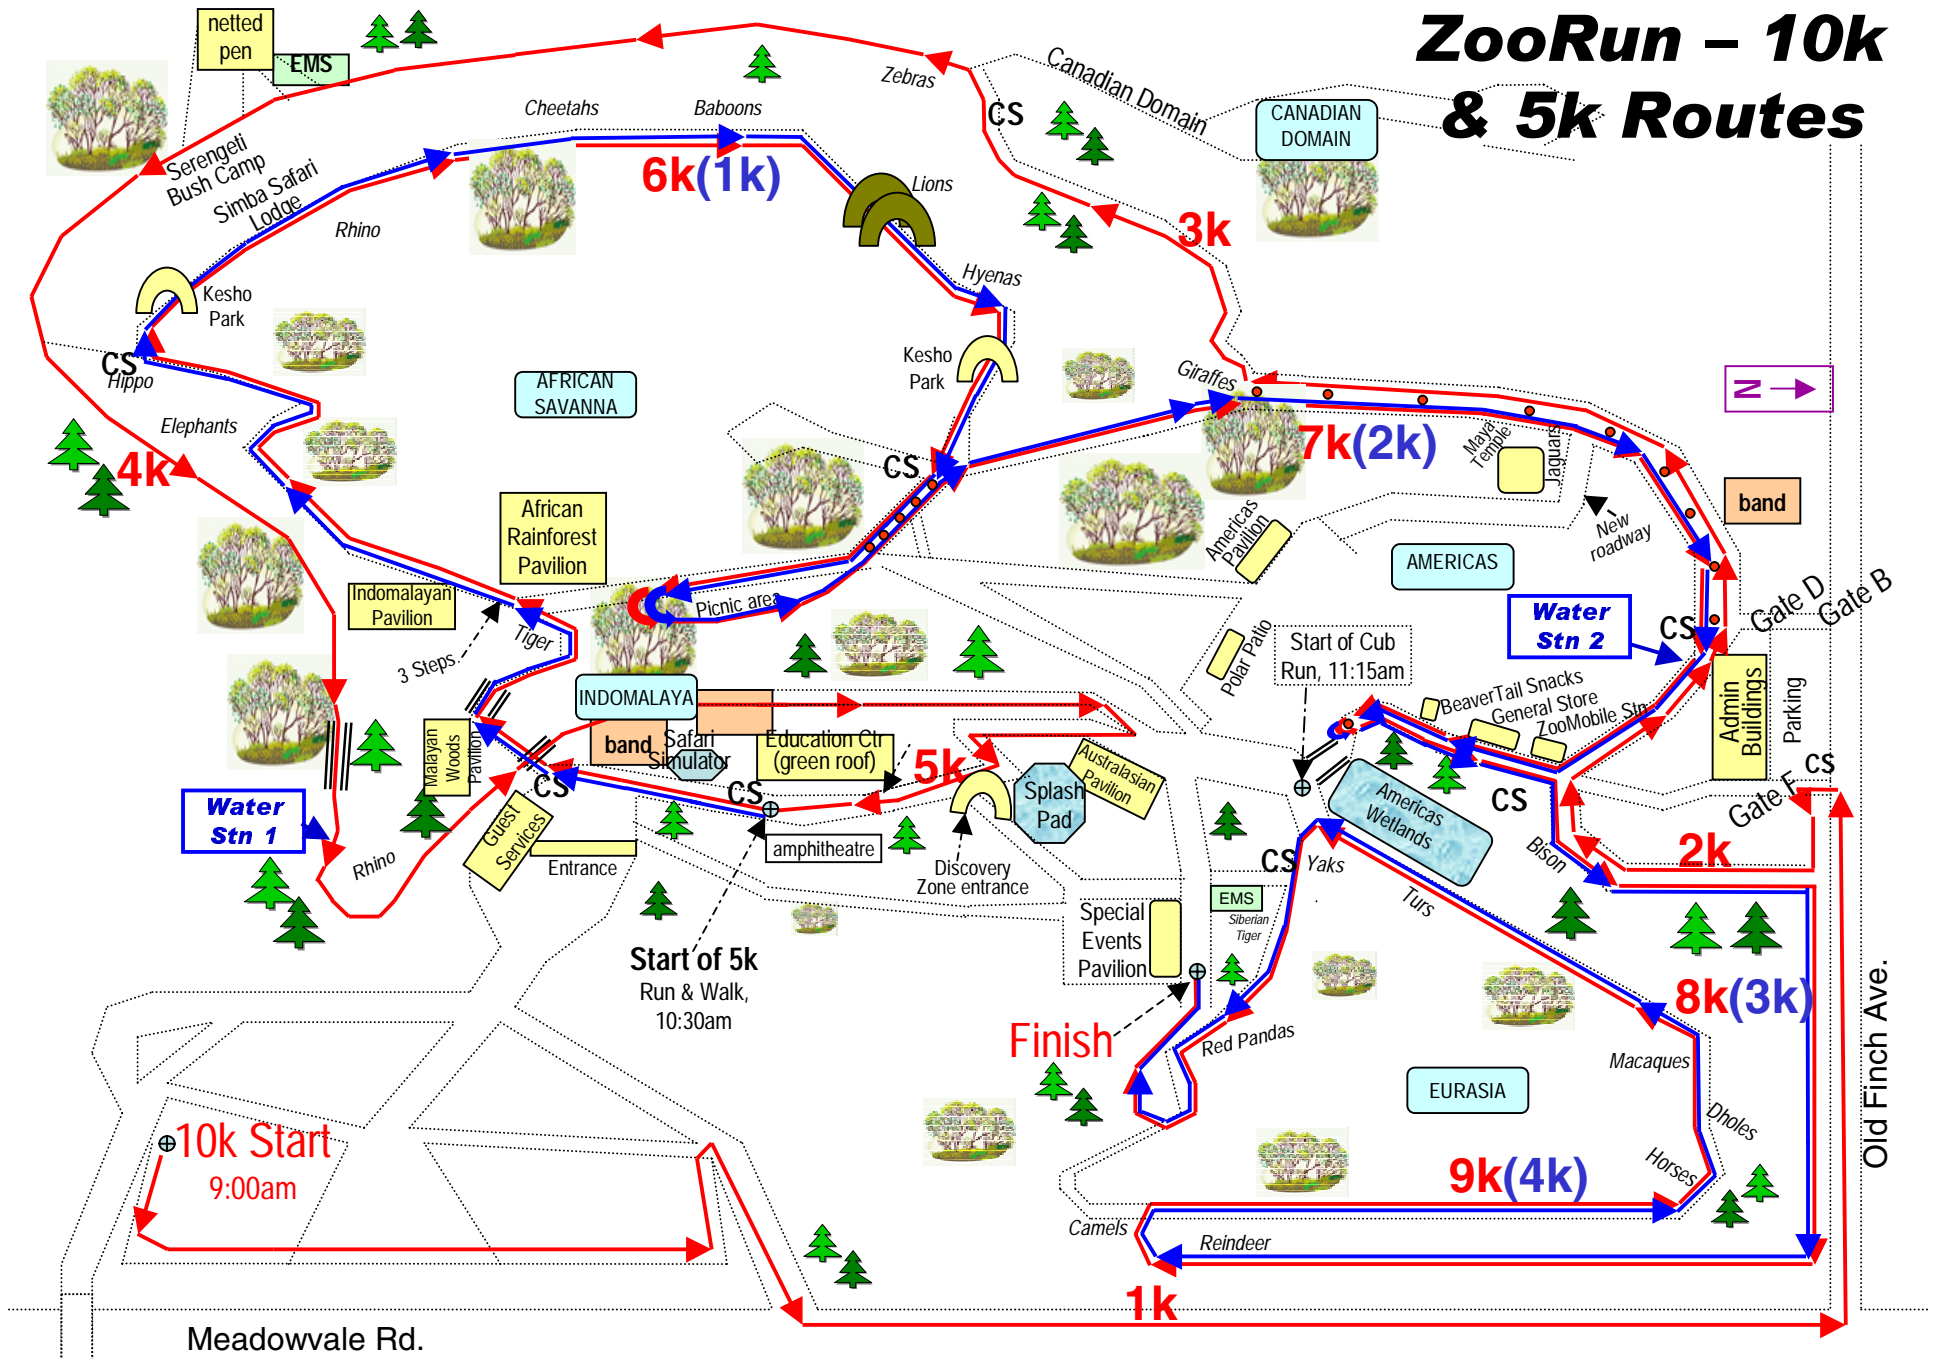 ZooRun – 10k
& 5k Routes
netted
pen
EMS
Zebras
CS
Canadian Domain
CANADIAN
DOMAIN
Cheetahs
Baboons
Serengeti
Bush Camp
Simba Safari
Lodge
Rhino
6k(1k)
Lions
3k
Hyenas
Kesho
Park
CS
Hippo
Kesho
Park
Giraffes
N
AFRICAN
SAVANNA
Elephants
4k
CS
7k(2k)
Maya
Temple
Jaguars
band
New
roadway
African
Rainforest
Pavilion
Americas
Pavilion
AMERICAS
Indomalayan
Pavilion
Picnic area
Tiger
3 Steps
Polar Patio
Start of Cub
Run, 11:15am
Water
Stn 2
CS
Gate D
Gate B
INDOMALAYA
band
Safari
Simulator
Education Ctr
(green roof)
5k
BeaverTail Snacks
General Store
ZooMobile Stn
Admin
Buildings
Parking
CS
Gate F
Malayan
Woods
Pavilion
CS
CS
Australasian
Pavilion
Splash
Pad
Americas
Wetlands
CS
Water
Stn 1
Rhino
Guest
Services
Entrance
amphitheatre
Discovery
Zone entrance
CS
Yaks
Bison
2k
Turs
EMS
Siberian
Tiger
Special
Events
Pavilion
Start of 5k
Run & Walk,
10:30am
Finish
Red Pandas
8k(3k)
Macaques
EURASIA
Dholes
Horses
Old Finch Ave.
10k Start
9:00am
9k(4k)
Camels
Reindeer
1k
Meadowvale Rd.